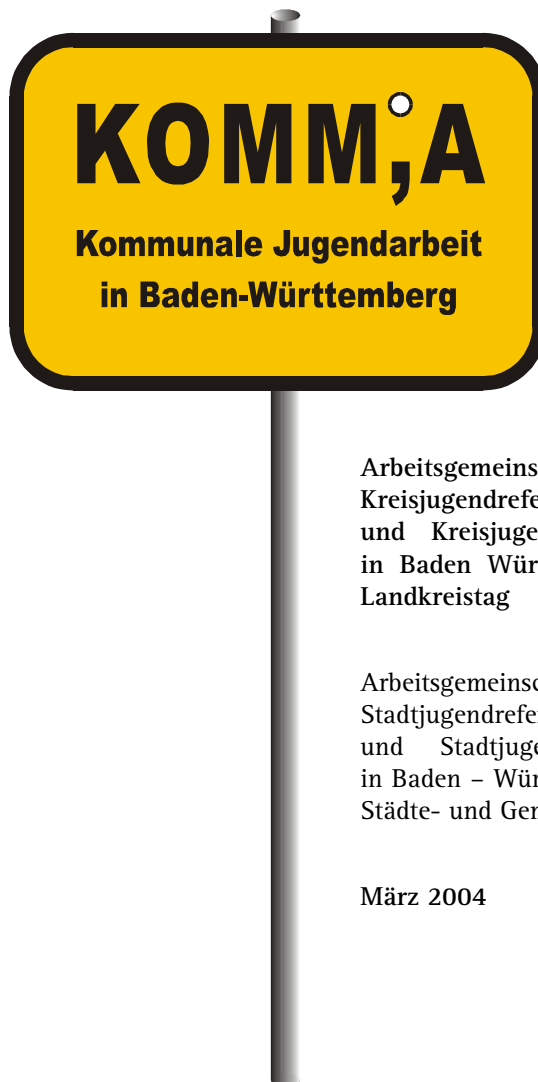 KOMM;A
Kommunale Jugendarbeit
in Baden-Württemberg
und
in Baden
Landkreistag
und
in Baden –
Städte- und
März 2004